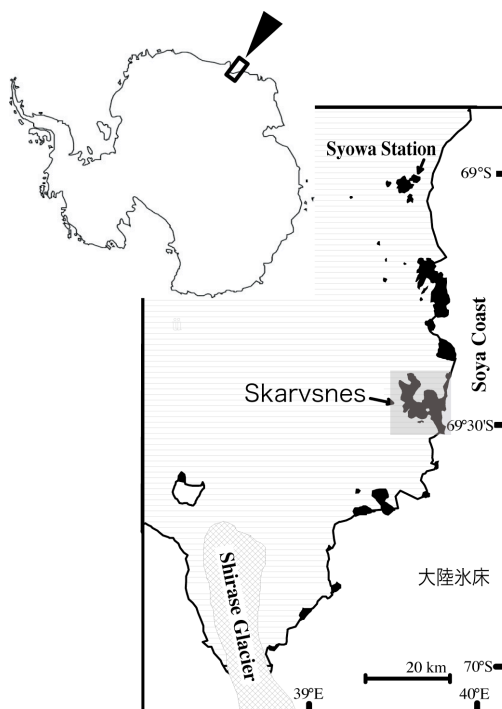 Syowa Station
69°S
Soya Coast
Skarvsnes
69°30'S
大陸氷床
Shirase Glacier
20 km
70°S
39°E
40°E